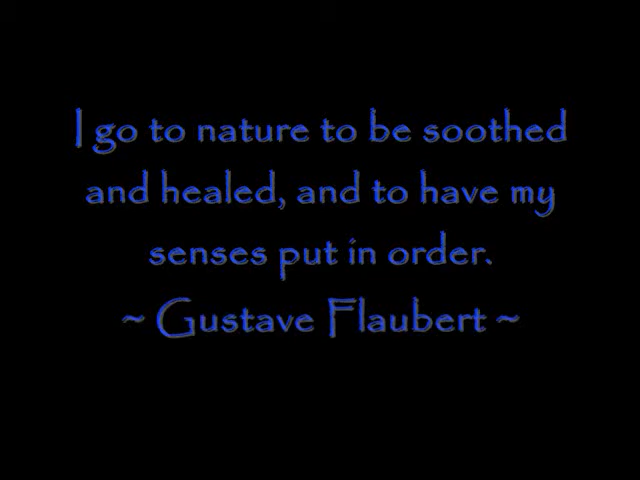 I go to nature to be soothed
and healed, and to have my
senses put in order.
~ Gustave Flaubert ~